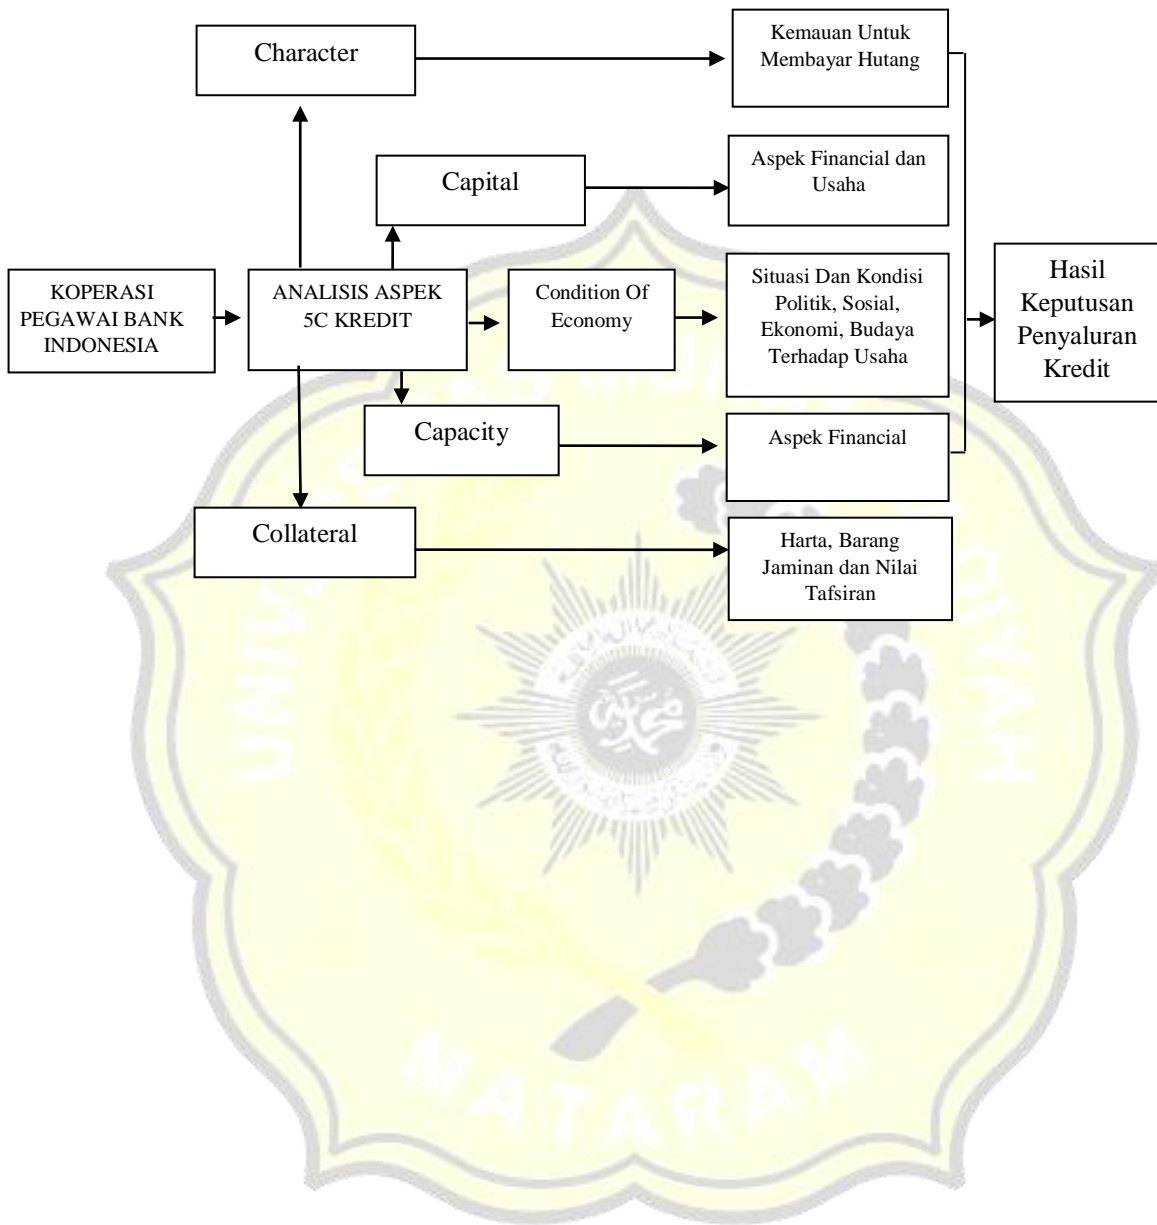 Character
Kemauan Untuk
Membayar Hutang
Capital
Aspek Financial dan
Usaha
KOPERASI
PEGAWAI BANK
INDONESIA
ANALISIS ASPEK
5C KREDIT
Condition Of
Economy
Situasi Dan Kondisi
Politik, Sosial,
Ekonomi, Budaya
Terhadap Usaha
Hasil
Keputusan
Penyaluran
Kredit
Capacity
Aspek Financial
Collateral
Harta, Barang
Jaminan dan Nilai
Tafsiran
MATARAM